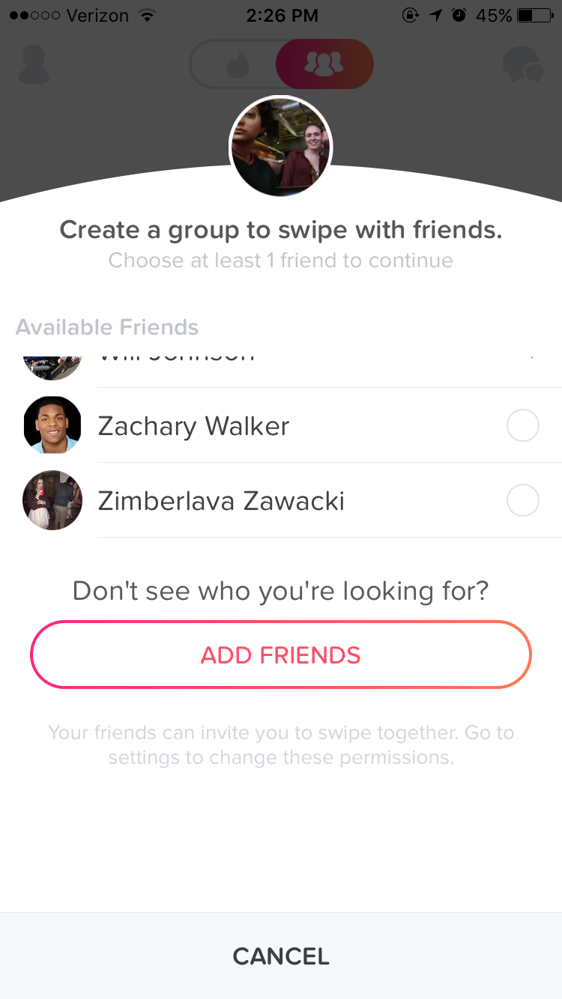 Verizon 2:26 PM 45%
Create a group to swipe with friends.
Choose at least 1 friend to continue
Available Friends
Will Johnson
Zachary Walker
Zimberlava Zawacki
Don't see who you're looking for?
ADD FRIENDS
Your friends can invite you to swipe together. Go to
settings to change these permissions.
CANCEL